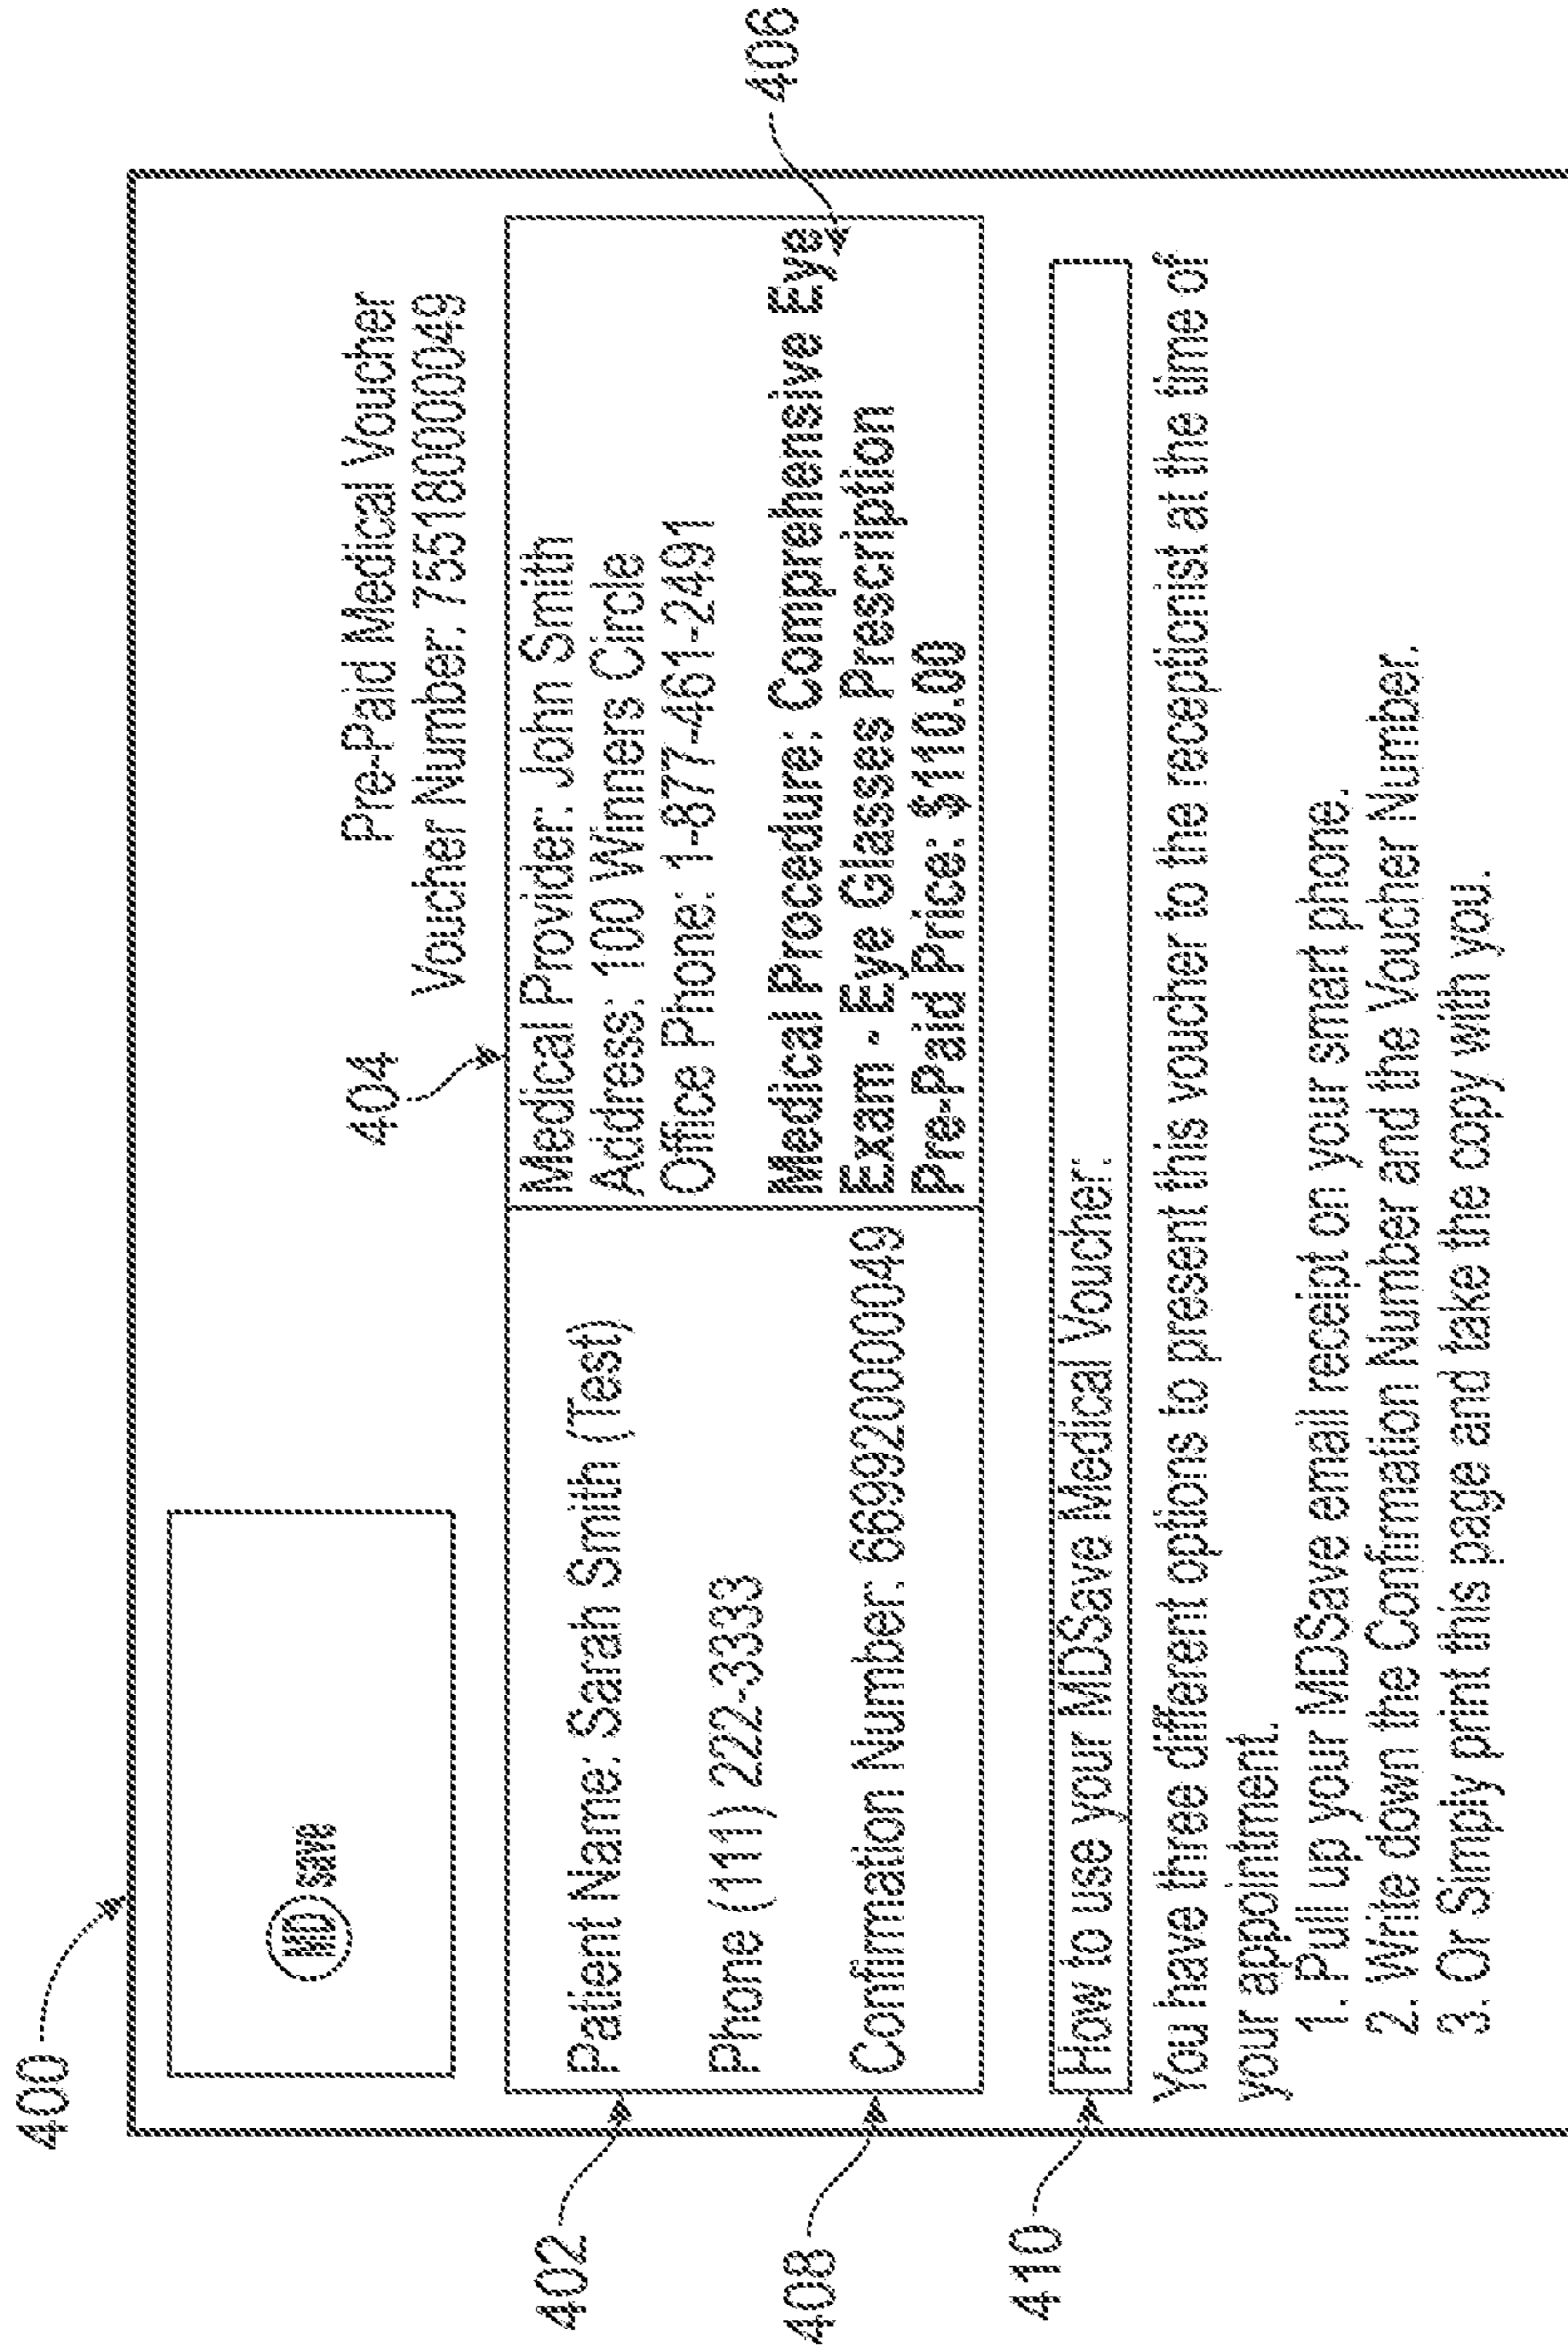 400
MD save
Pre-Paid Medical Voucher
Voucher Number: 755180000049
404
402
Patient Name: Sarah Smith (Test)
Phone (111) 222-3333
408
Confirmation Number: 669920000049
Medical Provider: John Smith
Address: 100 Winners Circle
Office Phone: 1-877-461-2491
Medical Procedure: Comprehensive Eye
Exam - Eye Glasses Prescription
Pre-Paid Price: $110.00
406
410
How to use your MDSave Medical Voucher:
You have three different options to present this voucher to the receptionist at the time of
your appointment.
1. Pull up your MDSave email receipt on your smart phone.
2. Write down the Confirmation Number and the Voucher Number.
3. Or Simply print this page and take the copy with you.